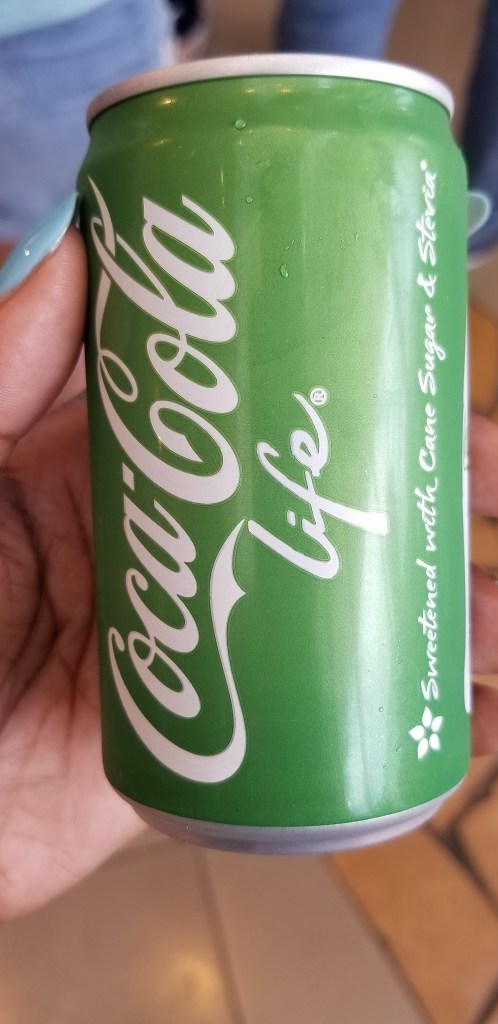 Coca-Cola
life®
Sweetened with Cane Sugar & Stevia